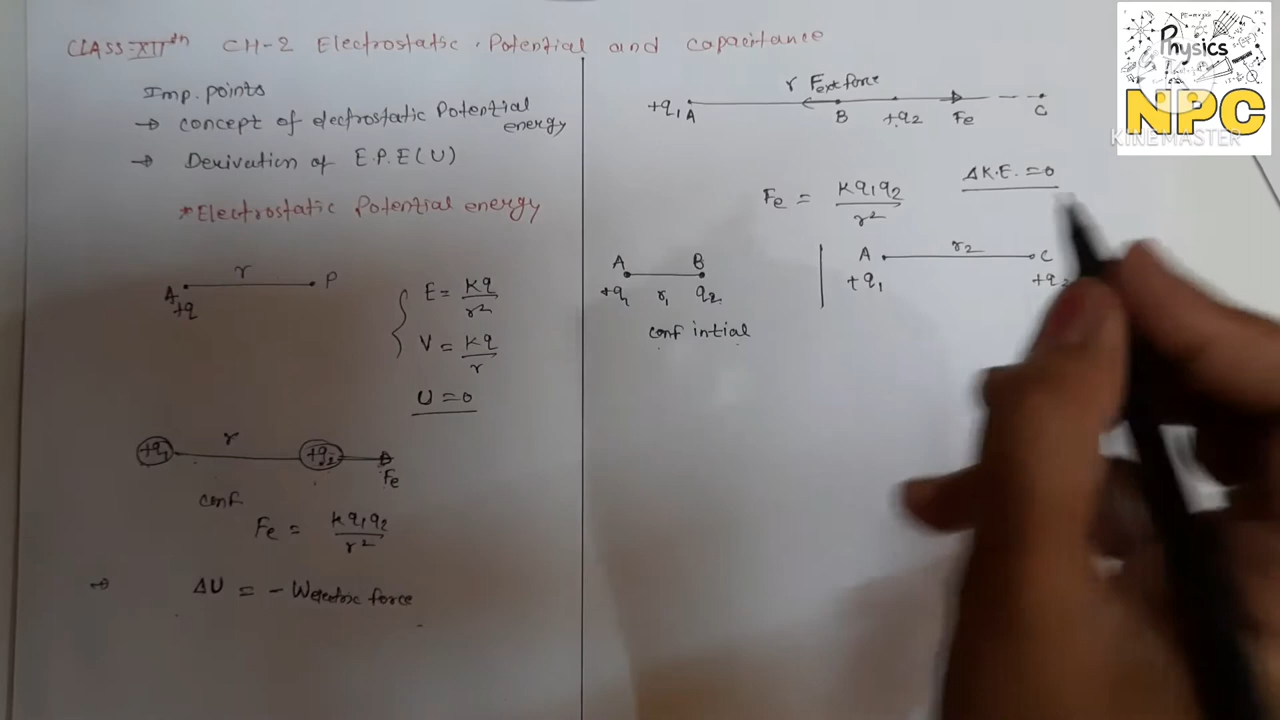 CLASS-XIIth CH-2 Electrostatic Potential and capacitance
Imp. points
→ concept of electrostatic Potential energy
→ Derivation of E.P.E (U)
*Electrostatic Potential energy
r
A P
+q
E = Kq/r²
V = Kq/r
U = 0
+q1 r +q2
Fe
conf
Fe = Kq1q2/r²
→ ΔU = - Welectric force
r Fext force
+q1 A B +q2 Fe C
ΔK.E. = 0
Fe = Kq1q2/r²
A B
+q1 r1 q2
conf intial
A r2 C
+q1 +q2
Physics
NPC
KINEMASTER